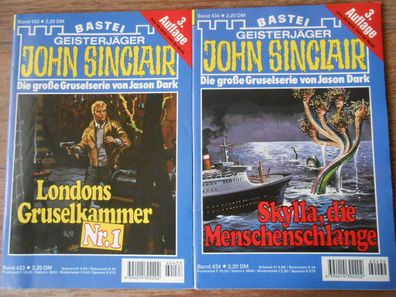 Band 433 ★ 2,20 DM
BASTEI
3. Auflage
GEISTERJÄGER
JOHN SINCLAIR
Die große Gruselserie von Jason Dark
Londons
Gruselkammer
Nr.1
Band 433 ★ 2,20 DM
Band 434 ★ 2,20 DM
BASTEI
3. Auflage
GEISTERJÄGER
JOHN SINCLAIR
Die große Gruselserie von Jason Dark
Skylla, die
Menschenschlange
Band 434 ★ 2,20 DM